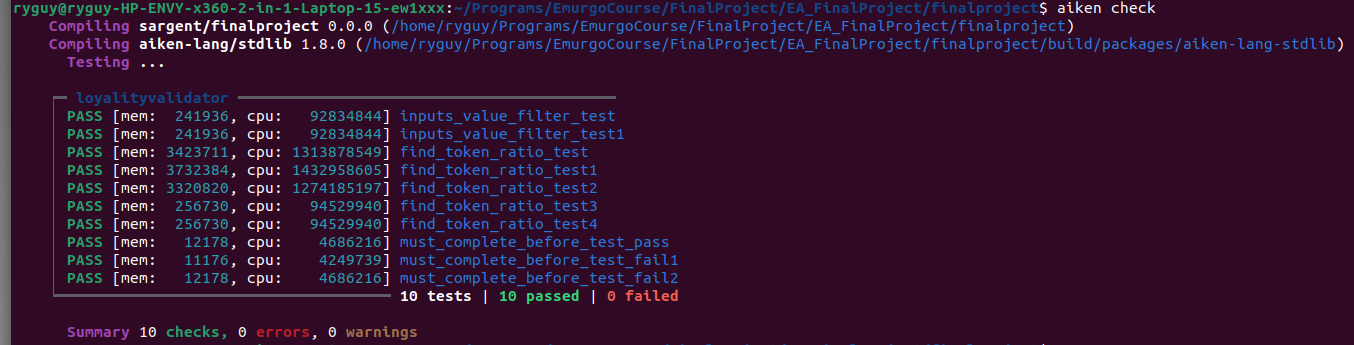 ryguy@ryguy-HP-ENVY-x360-2-in-1-Laptop-15-ew1xxx:~/Programs/EmurgoCourse/FinalProject/EA_FinalProject/finalproject$ aiken check
Compiling sargent/finalproject 0.0.0 (/home/ryguy/Programs/EmurgoCourse/FinalProject/EA_FinalProject/finalproject)
Compiling aiken-lang/stdlib 1.8.0 (/home/ryguy/Programs/EmurgoCourse/FinalProject/EA_FinalProject/finalproject/build/packages/aiken-lang-stdlib)
Testing ...
loyalityvalidator
PASS [mem:  241936, cpu:   92834844] inputs_value_filter_test
PASS [mem:  241936, cpu:   92834844] inputs_value_filter_test1
PASS [mem: 3423711, cpu: 1313878549] find_token_ratio_test
PASS [mem: 3732384, cpu: 1432958605] find_token_ratio_test1
PASS [mem: 3320820, cpu: 1274185197] find_token_ratio_test2
PASS [mem:  256730, cpu:   94529940] find_token_ratio_test3
PASS [mem:  256730, cpu:   94529940] find_token_ratio_test4
PASS [mem:   12178, cpu:    4686216] must_complete_before_test_pass
PASS [mem:   11176, cpu:    4249739] must_complete_before_test_fail1
PASS [mem:   12178, cpu:    4686216] must_complete_before_test_fail2
10 tests | 10 passed | 0 failed
Summary 10 checks, 0 errors, 0 warnings